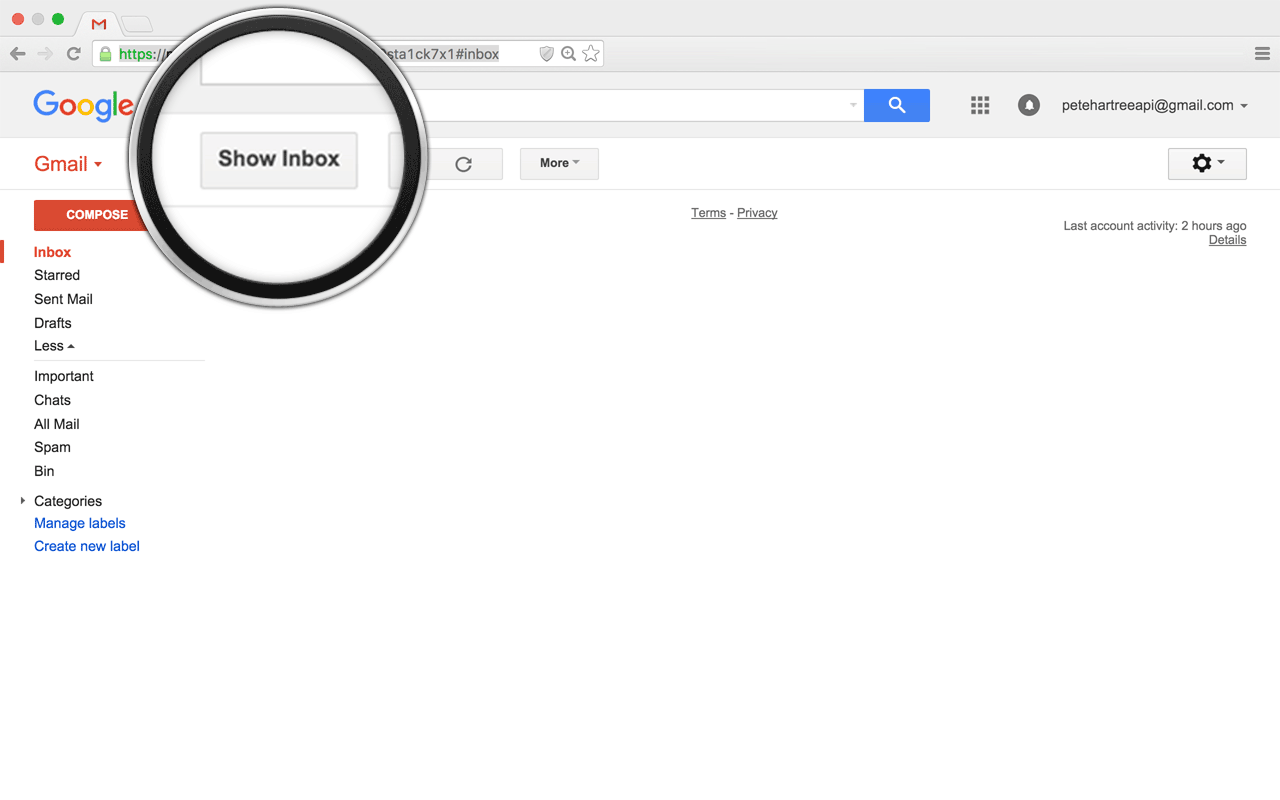 https:// sta1ck7x1#inbox
Google
petehartreeapi@gmail.com
Gmail
Show Inbox
More
COMPOSE
Terms - Privacy
Last account activity: 2 hours ago
Details
Inbox
Starred
Sent Mail
Drafts
Less
Important
Chats
All Mail
Spam
Bin
Categories
Manage labels
Create new label